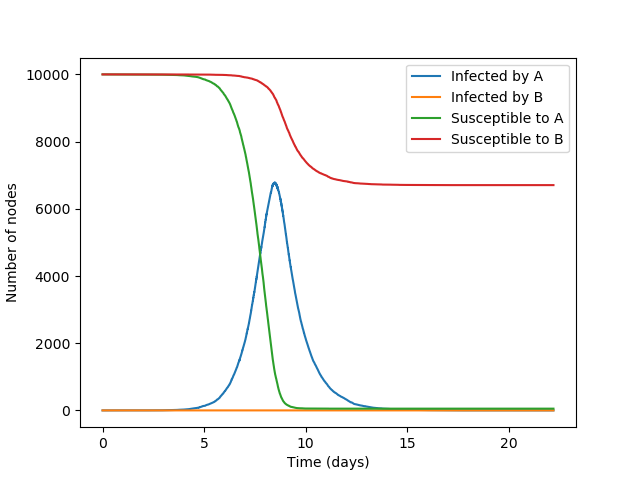 Infected by A
Infected by B
Susceptible to A
Susceptible to B
Number of nodes
10000
8000
6000
4000
2000
0
0 5 10 15 20
Time (days)